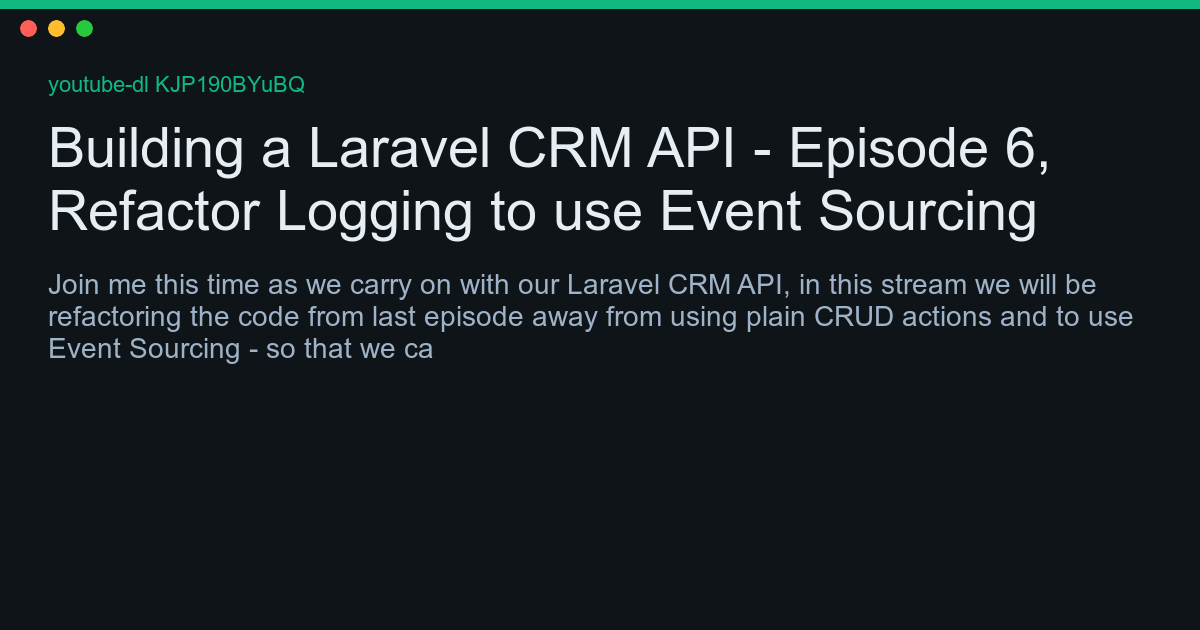 youtube-dl KJP190BYuBQ
Building a Laravel CRM API - Episode 6,
Refactor Logging to use Event Sourcing
Join me this time as we carry on with our Laravel CRM API, in this stream we will be
refactoring the code from last episode away from using plain CRUD actions and to use
Event Sourcing - so that we ca